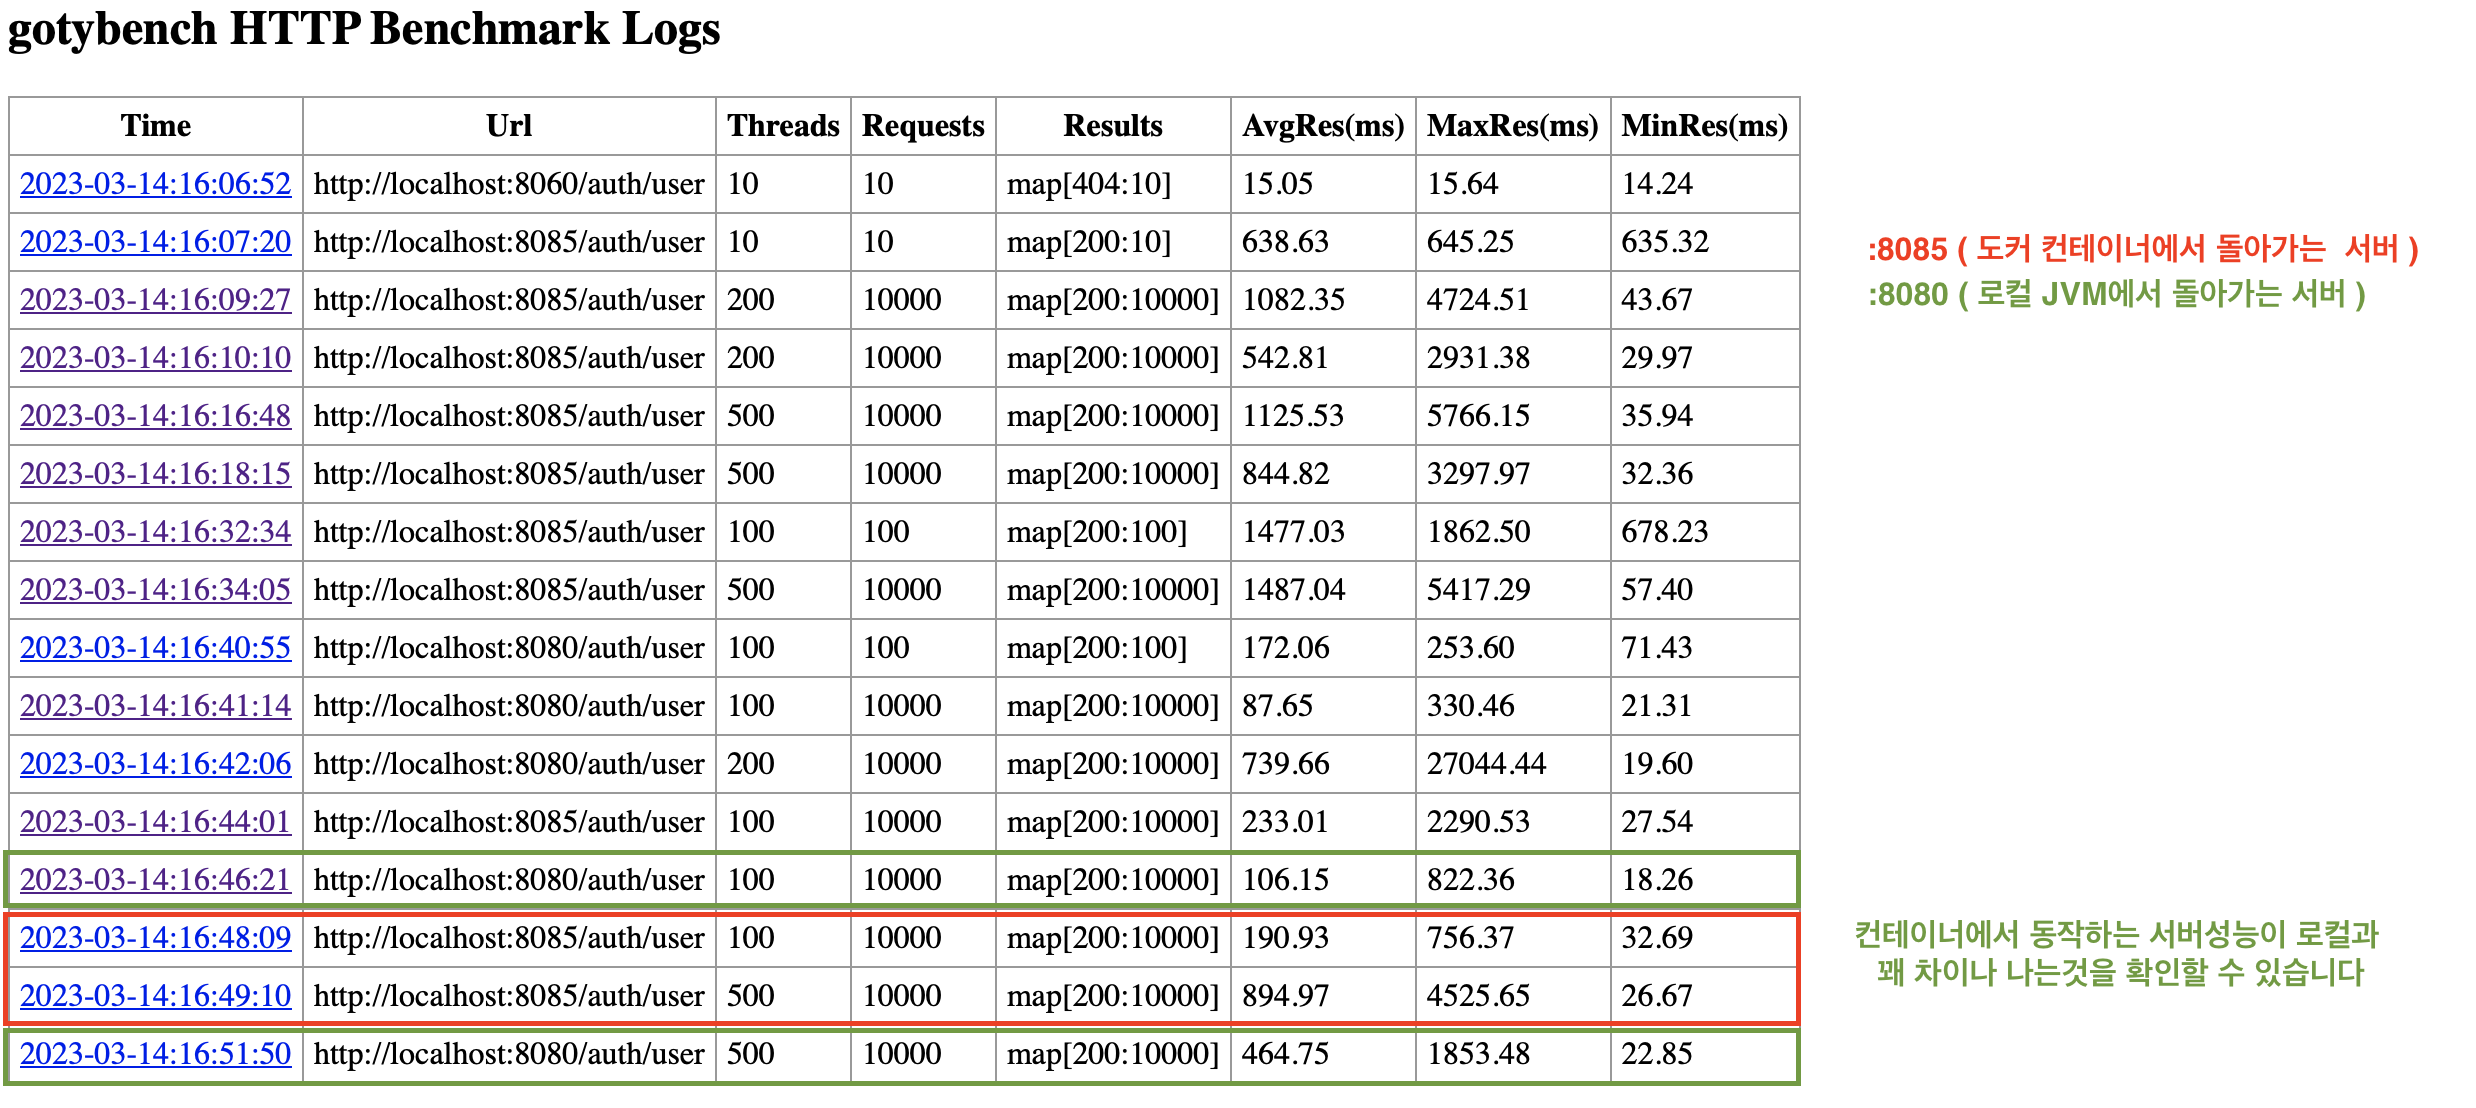 gotybench HTTP Benchmark Logs
Time Url Threads Requests Results AvgRes(ms) MaxRes(ms) MinRes(ms)
2023-03-14:16:06:52 http://localhost:8060/auth/user 10 10 map[404:10] 15.05 15.64 14.24
2023-03-14:16:07:20 http://localhost:8085/auth/user 10 10 map[200:10] 638.63 645.25 635.32
:8085 ( 도커 컨테이너에서 돌아가는 서버 )
2023-03-14:16:09:27 http://localhost:8085/auth/user 200 10000 map[200:10000] 1082.35 4724.51 43.67
:8080 ( 로컬 JVM에서 돌아가는 서버 )
2023-03-14:16:10:10 http://localhost:8085/auth/user 200 10000 map[200:10000] 542.81 2931.38 29.97
2023-03-14:16:16:48 http://localhost:8085/auth/user 500 10000 map[200:10000] 1125.53 5766.15 35.94
2023-03-14:16:18:15 http://localhost:8085/auth/user 500 10000 map[200:10000] 844.82 3297.97 32.36
2023-03-14:16:32:34 http://localhost:8085/auth/user 100 100 map[200:100] 1477.03 1862.50 678.23
2023-03-14:16:34:05 http://localhost:8085/auth/user 500 10000 map[200:10000] 1487.04 5417.29 57.40
2023-03-14:16:40:55 http://localhost:8080/auth/user 100 100 map[200:100] 172.06 253.60 71.43
2023-03-14:16:41:14 http://localhost:8080/auth/user 100 10000 map[200:10000] 87.65 330.46 21.31
2023-03-14:16:42:06 http://localhost:8080/auth/user 200 10000 map[200:10000] 739.66 27044.44 19.60
2023-03-14:16:44:01 http://localhost:8085/auth/user 100 10000 map[200:10000] 233.01 2290.53 27.54
2023-03-14:16:46:21 http://localhost:8080/auth/user 100 10000 map[200:10000] 106.15 822.36 18.26
2023-03-14:16:48:09 http://localhost:8085/auth/user 100 10000 map[200:10000] 190.93 756.37 32.69
컨테이너에서 동작하는 서버성능이 로컬과
꽤 차이나 나는것을 확인할 수 있습니다
2023-03-14:16:49:10 http://localhost:8085/auth/user 500 10000 map[200:10000] 894.97 4525.65 26.67
2023-03-14:16:51:50 http://localhost:8080/auth/user 500 10000 map[200:10000] 464.75 1853.48 22.85